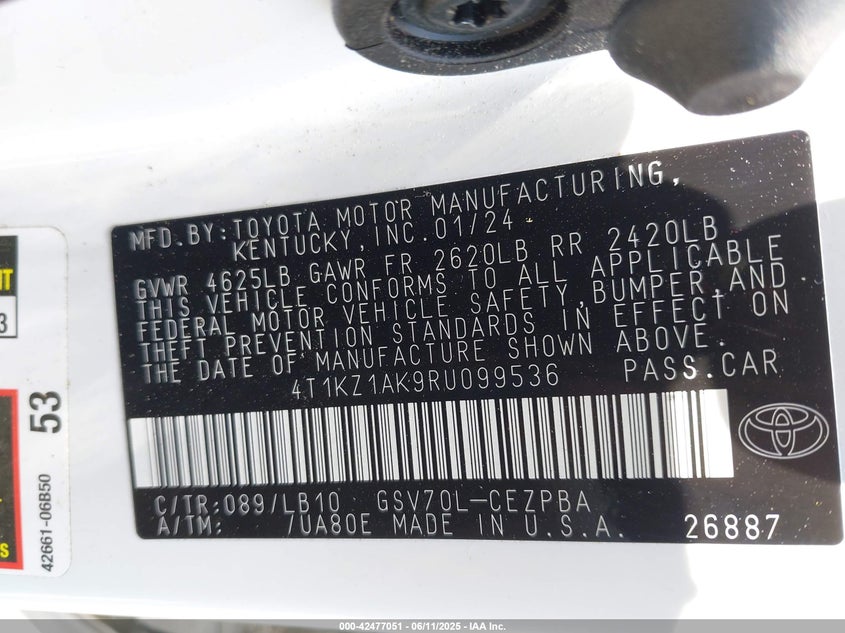 MFD. BY: TOYOTA MOTOR MANUFACTURING,
KENTUCKY, INC. 01/24
GVWR 4625LB GAWR FR 2620LB RR 2420LB
THIS VEHICLE CONFORMS TO ALL APPLICABLE
FEDERAL MOTOR VEHICLE SAFETY, BUMPER, AND
THEFT PREVENTION STANDARDS IN EFFECT ON
THE DATE OF MANUFACTURE SHOWN ABOVE.
4T1KZ1AK9RU099536 PASS.CAR
C/TR: 089/LB10 GSV70L-CEZPBA
A/TM: /UA80E MADE IN U.S.A. 26887
3
53
42661-06B50
S
000-42477051 - 06/11/2025 - IAA Inc.